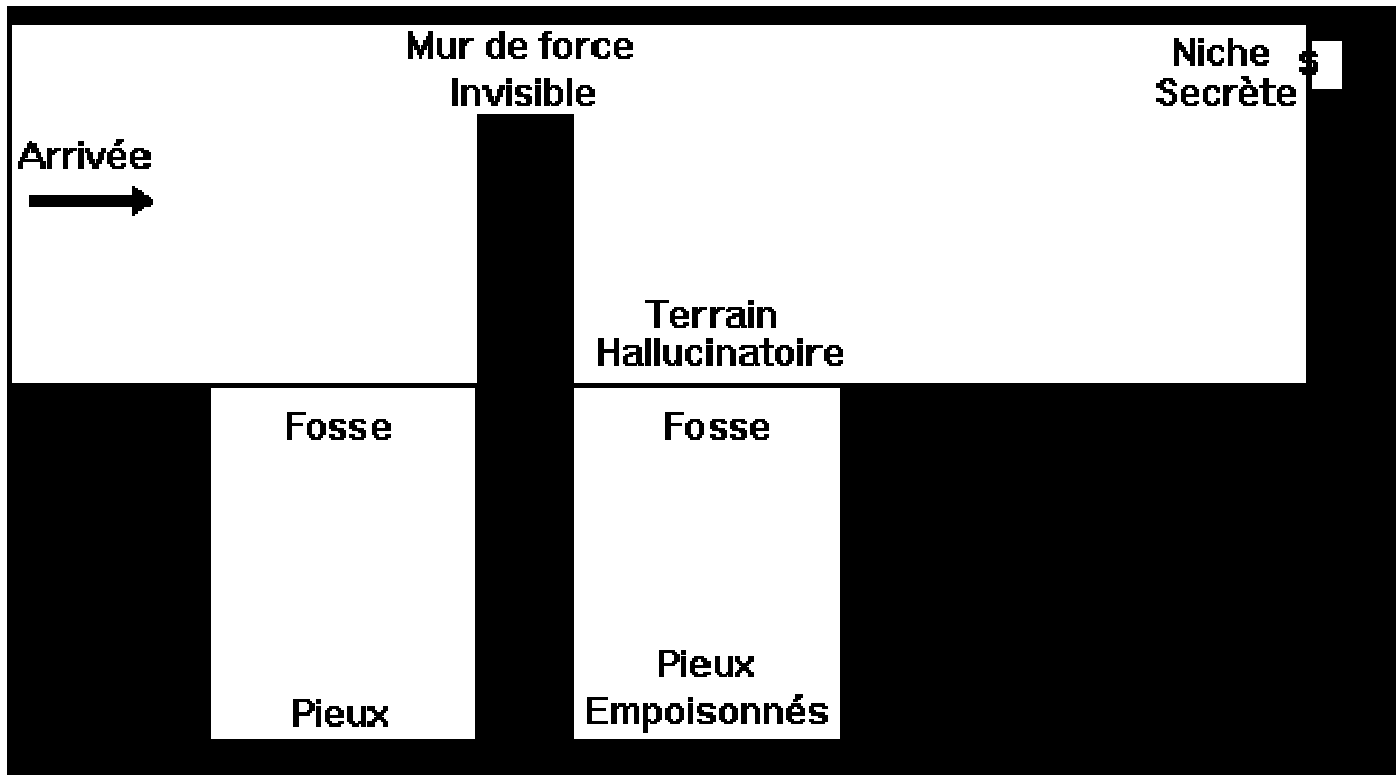 Mur de force
Invisible
Niche
Secrète
S
Arrivée
Terrain
Hallucinatoire
Fosse
Fosse
Pieux
Pieux
Empoisonnés